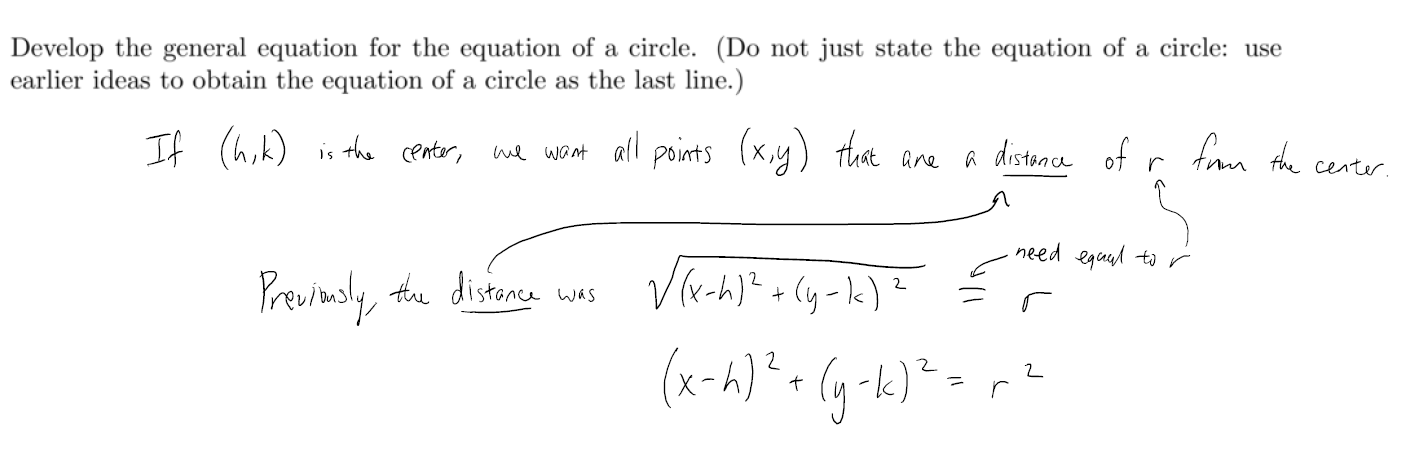 Develop the general equation for the equation of a circle. (Do not just state the equation of a circle: use
earlier ideas to obtain the equation of a circle as the last line.)
If (h,k) is the center, we want all points (x,y) that are a distance of r from the center.
need equal to r
Previously, the distance was √((x-h)² + (y-k)²) = r
(x-h)² + (y-k)² = r²